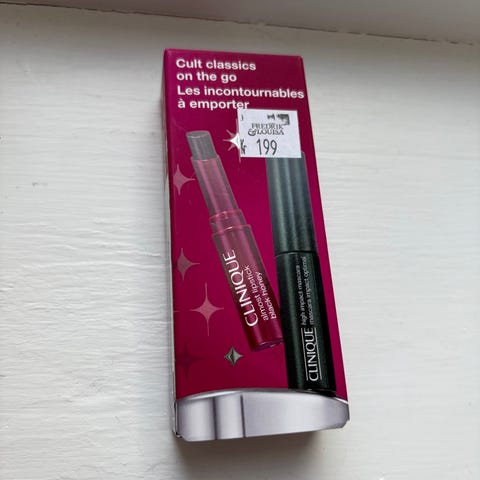 Cult classics
on the go
Les incontournables
à emporter
FREDRIK
&LOUISA
Kr 199
CLINIQUE
almost lipstick
black honey
CLINIQUE
high impact mascara
mascara impact optimal